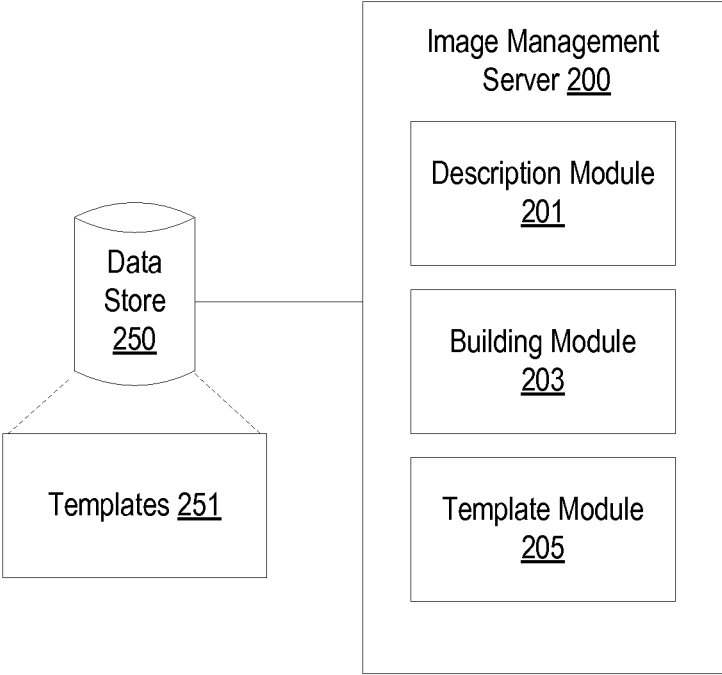 Image Management
Server 200
Description Module
201
Data
Store
250
Building Module
203
Templates 251
Template Module
205